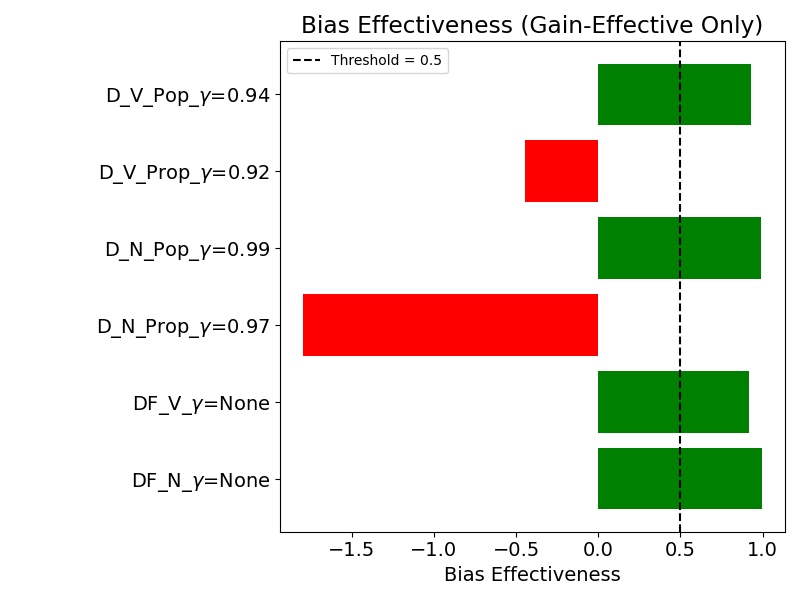 Bias Effectiveness (Gain-Effective Only)
Threshold = 0.5
D_V_Pop_γ=0.94
D_V_Prop_γ=0.92
D_N_Pop_γ=0.99
D_N_Prop_γ=0.97
DF_V_γ=None
DF_N_γ=None
−1.5 −1.0 −0.5 0.0 0.5 1.0
Bias Effectiveness